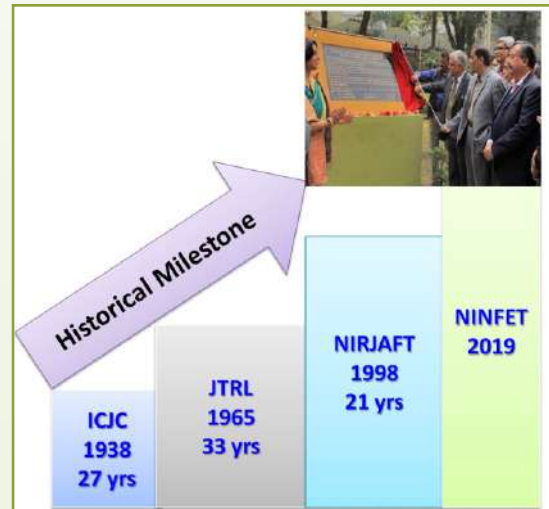 Historical Milestone
ICJC
1938
27 yrs
JTRL
1965
33 yrs
NIRJAFT
1998
21 yrs
NINFET
2019